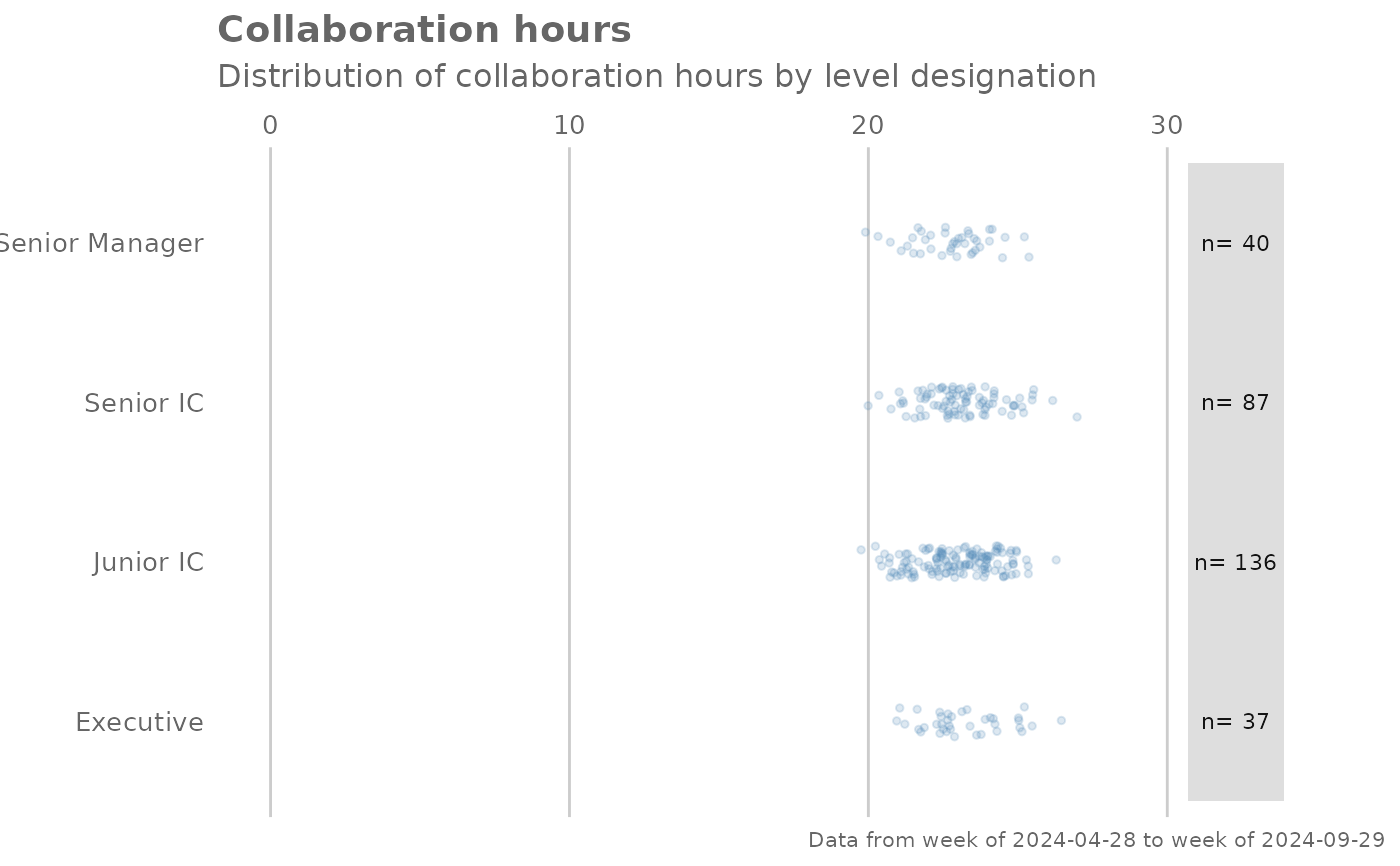 Collaboration hours
Distribution of collaboration hours by level designation
0 10 20 30
Senior Manager n= 40
Senior IC n= 87
Junior IC n= 136
Executive n= 37
Data from week of 2024-04-28 to week of 2024-09-29